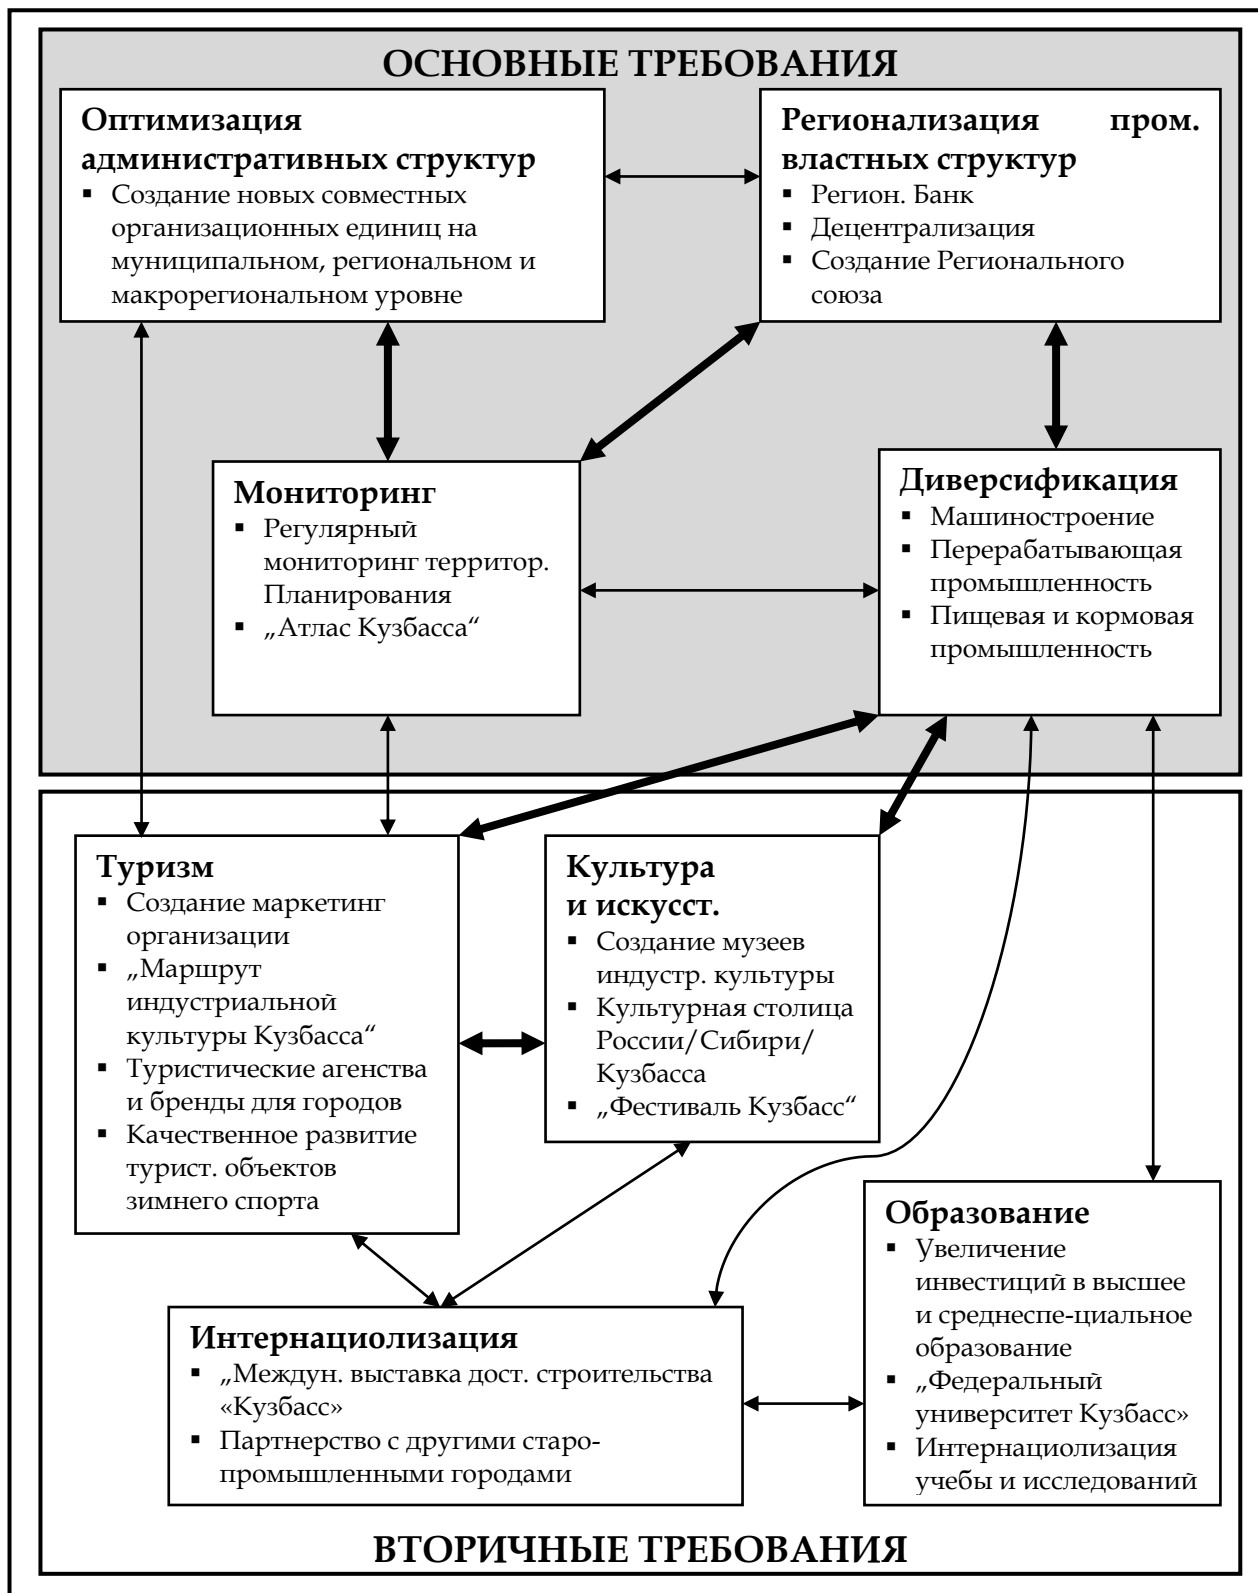 ОСНОВНЫЕ ТРЕБОВАНИЯ
Оптимизация
административных структур
▪ Создание новых совместных
организационных единиц на
муниципальном, региональном и
макрорегиональном уровне
Регионализация пром.
властных структур
▪ Регион. Банк
▪ Децентрализация
▪ Создание Регионального
союза
Мониторинг
▪ Регулярный
мониторинг территор.
Планирования
▪ „Атлас Кузбасса“
Диверсификация
▪ Машиностроение
▪ Перерабатывающая
промышленность
▪ Пищевая и кормовая
промышленность
Туризм
▪ Создание маркетинг
организации
▪ „Маршрут
индустриальной
культуры Кузбасса“
▪ Туристические агенства
и бренды для городов
▪ Качественное развитие
турист. объектов
зимнего спорта
Культура
и искусст.
▪ Создание музеев
индустр. культуры
▪ Культурная столица
России/Сибири/
Кузбасса
▪ „Фестиваль Кузбасс“
Образование
▪ Увеличение
инвестиций в высшее
и среднеспе-циальное
образование
▪ „Федеральный
университет Кузбасс»
▪ Интернациолизация
учебы и исследований
Интернациолизация
▪ „Междун. выставка дост. строительства
«Кузбасс»
▪ Партнерство с другими старо-
промышленными городами
ВТОРИЧНЫЕ ТРЕБОВАНИЯ